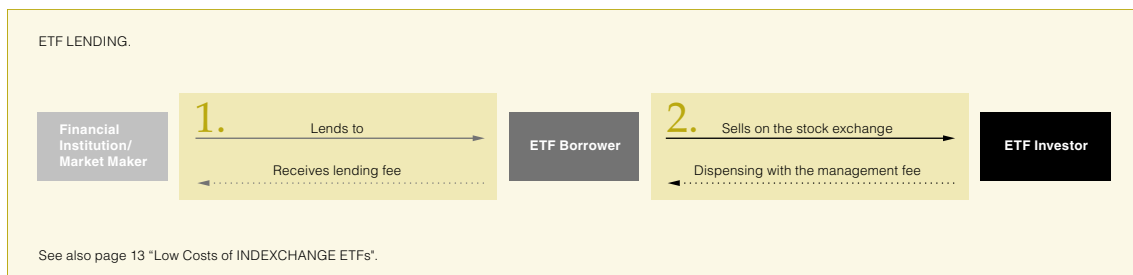 ETF LENDING.
Financial
Institution/
Market Maker
1.
Lends to
Receives lending fee
ETF Borrower
2.
Sells on the stock exchange
Dispensing with the management fee
ETF Investor
See also page 13 “Low Costs of INDEXCHANGE ETFs".